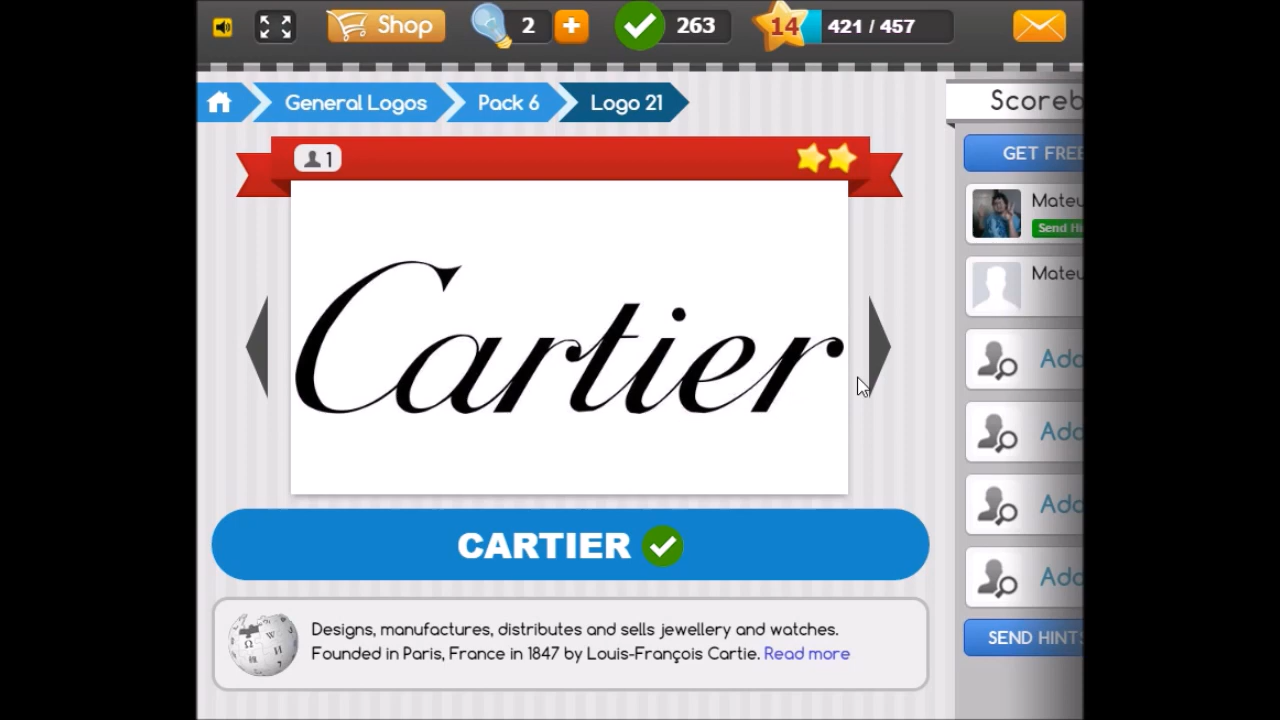 Shop
2
+
263
14
421 / 457
General Logos
Pack 6
Logo 21
Scoreb
1
GET FREE
Mateu
Send Hi
Cartier
Mateu
Add
Add
Add
Add
CARTIER
SEND HINTS
Designs, manufactures, distributes and sells jewellery and watches.
Founded in Paris, France in 1847 by Louis-François Cartie. Read more